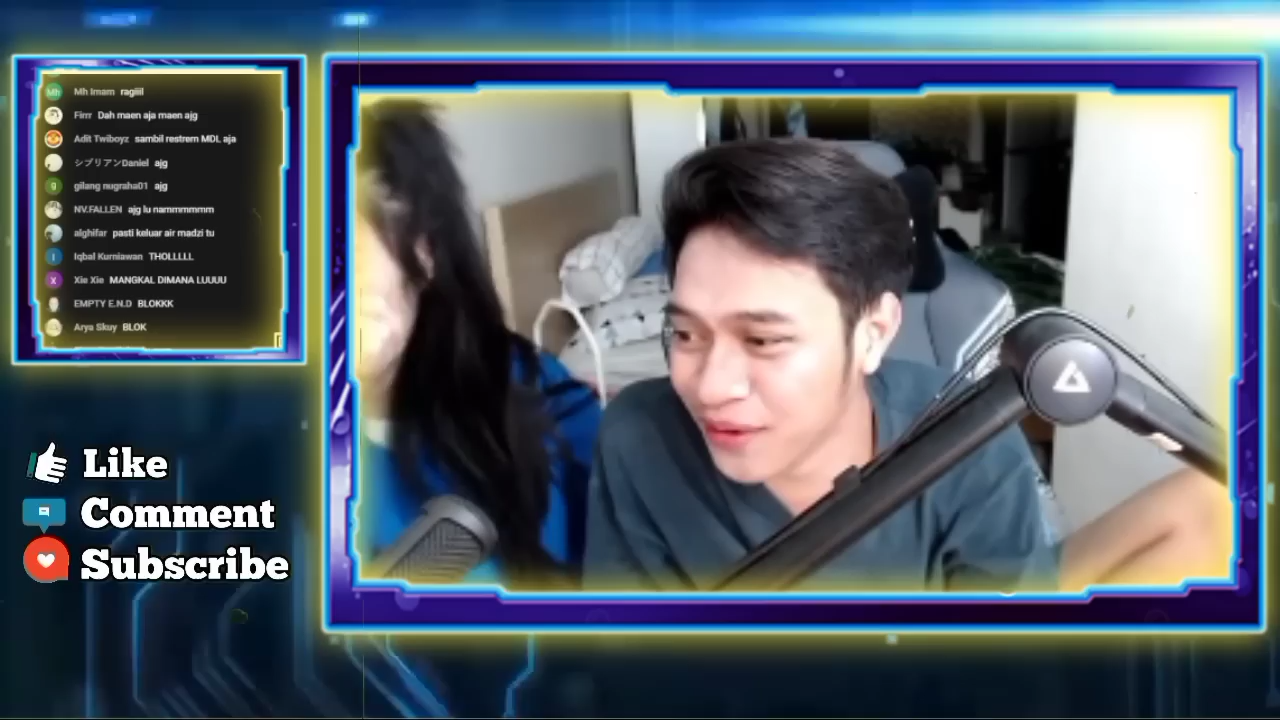 Mh Imam ragiiil
Firrr Dah maen aja maen ajg
Adit Twiboyz sambil restrem MDL aja
シプリアンDaniel ajg
g gilang nugraha01 ajg
NV.FALLEN ajg lu nammmmmm
alghifar pasti keluar air madzi tu
I Iqbal Kurniawan THOLLLLL
X Xie Xie MANGKAL DIMANA LUUUU
EMPTY E.N.D BLOKKK
Arya Skuy BLOK
Like
Comment
Subscribe